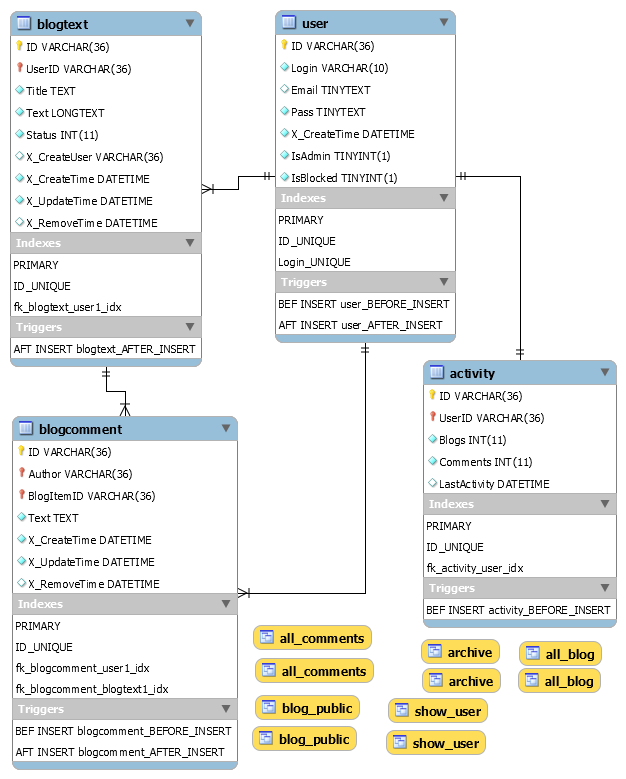 blogtext
ID VARCHAR(36)
UserID VARCHAR(36)
Title TEXT
Text LONGTEXT
Status INT(11)
X_CreateUser VARCHAR(36)
X_CreateTime DATETIME
X_UpdateTime DATETIME
X_RemoveTime DATETIME
Indexes
PRIMARY
ID_UNIQUE
fk_blogtext_user1_idx
Triggers
AFT INSERT blogtext_AFTER_INSERT
user
ID VARCHAR(36)
Login VARCHAR(10)
Email TINYTEXT
Pass TINYTEXT
X_CreateTime DATETIME
IsAdmin TINYINT(1)
IsBlocked TINYINT(1)
Indexes
PRIMARY
ID_UNIQUE
Login_UNIQUE
Triggers
BEF INSERT user_BEFORE_INSERT
AFT INSERT user_AFTER_INSERT
activity
ID VARCHAR(36)
UserID VARCHAR(36)
Blogs INT(11)
Comments INT(11)
LastActivity DATETIME
Indexes
PRIMARY
ID_UNIQUE
fk_activity_user_idx
Triggers
BEF INSERT activity_BEFORE_INSERT
blogcomment
ID VARCHAR(36)
Author VARCHAR(36)
BlogItemID VARCHAR(36)
Text TEXT
X_CreateTime DATETIME
X_UpdateTime DATETIME
X_RemoveTime DATETIME
Indexes
PRIMARY
ID_UNIQUE
fk_blogcomment_user1_idx
fk_blogcomment_blogtext1_idx
Triggers
BEF INSERT blogcomment_BEFORE_INSERT
AFT INSERT blogcomment_AFTER_INSERT
all_comments
all_comments
blog_public
blog_public
archive
archive
all_blog
all_blog
show_user
show_user